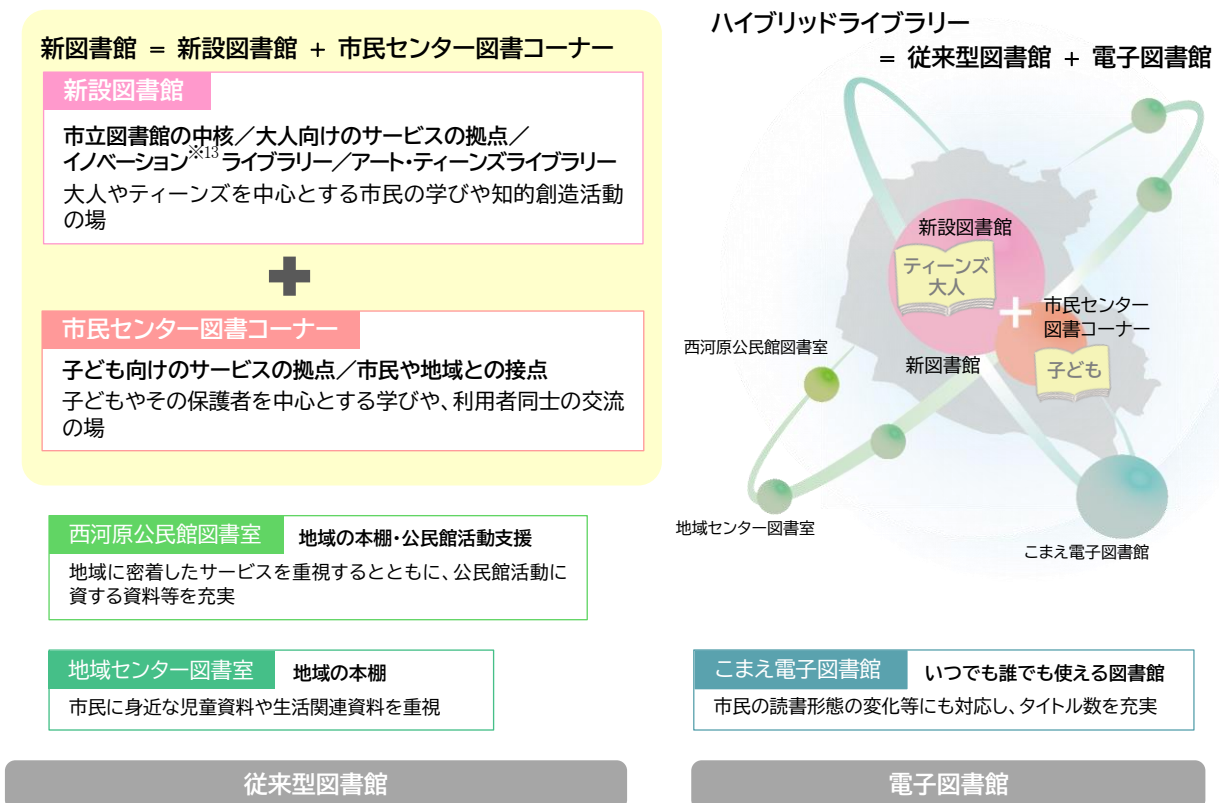 新図書館 = 新設図書館 + 市民センター図書コーナー
新設図書館
市立図書館の中核／大人向けのサービスの拠点／
イノベーション※13ライブラリー／アート・ティーンズライブラリー
大人やティーンズを中心とする市民の学びや知的創造活動
の場
市民センター図書コーナー
子ども向けのサービスの拠点／市民や地域との接点
子どもやその保護者を中心とする学びや、利用者同士の交流
の場
西河原公民館図書室
地域の本棚・公民館活動支援
地域に密着したサービスを重視するとともに、公民館活動に
資する資料等を充実
地域センター図書室
地域の本棚
市民に身近な児童資料や生活関連資料を重視
従来型図書館
ハイブリッドライブラリー
= 従来型図書館 + 電子図書館
新設図書館
ティーンズ
大人
+
市民センター
図書コーナー
子ども
新図書館
西河原公民館図書室
地域センター図書室
こまえ電子図書館
こまえ電子図書館
いつでも誰でも使える図書館
市民の読書形態の変化等にも対応し、タイトル数を充実
電子図書館